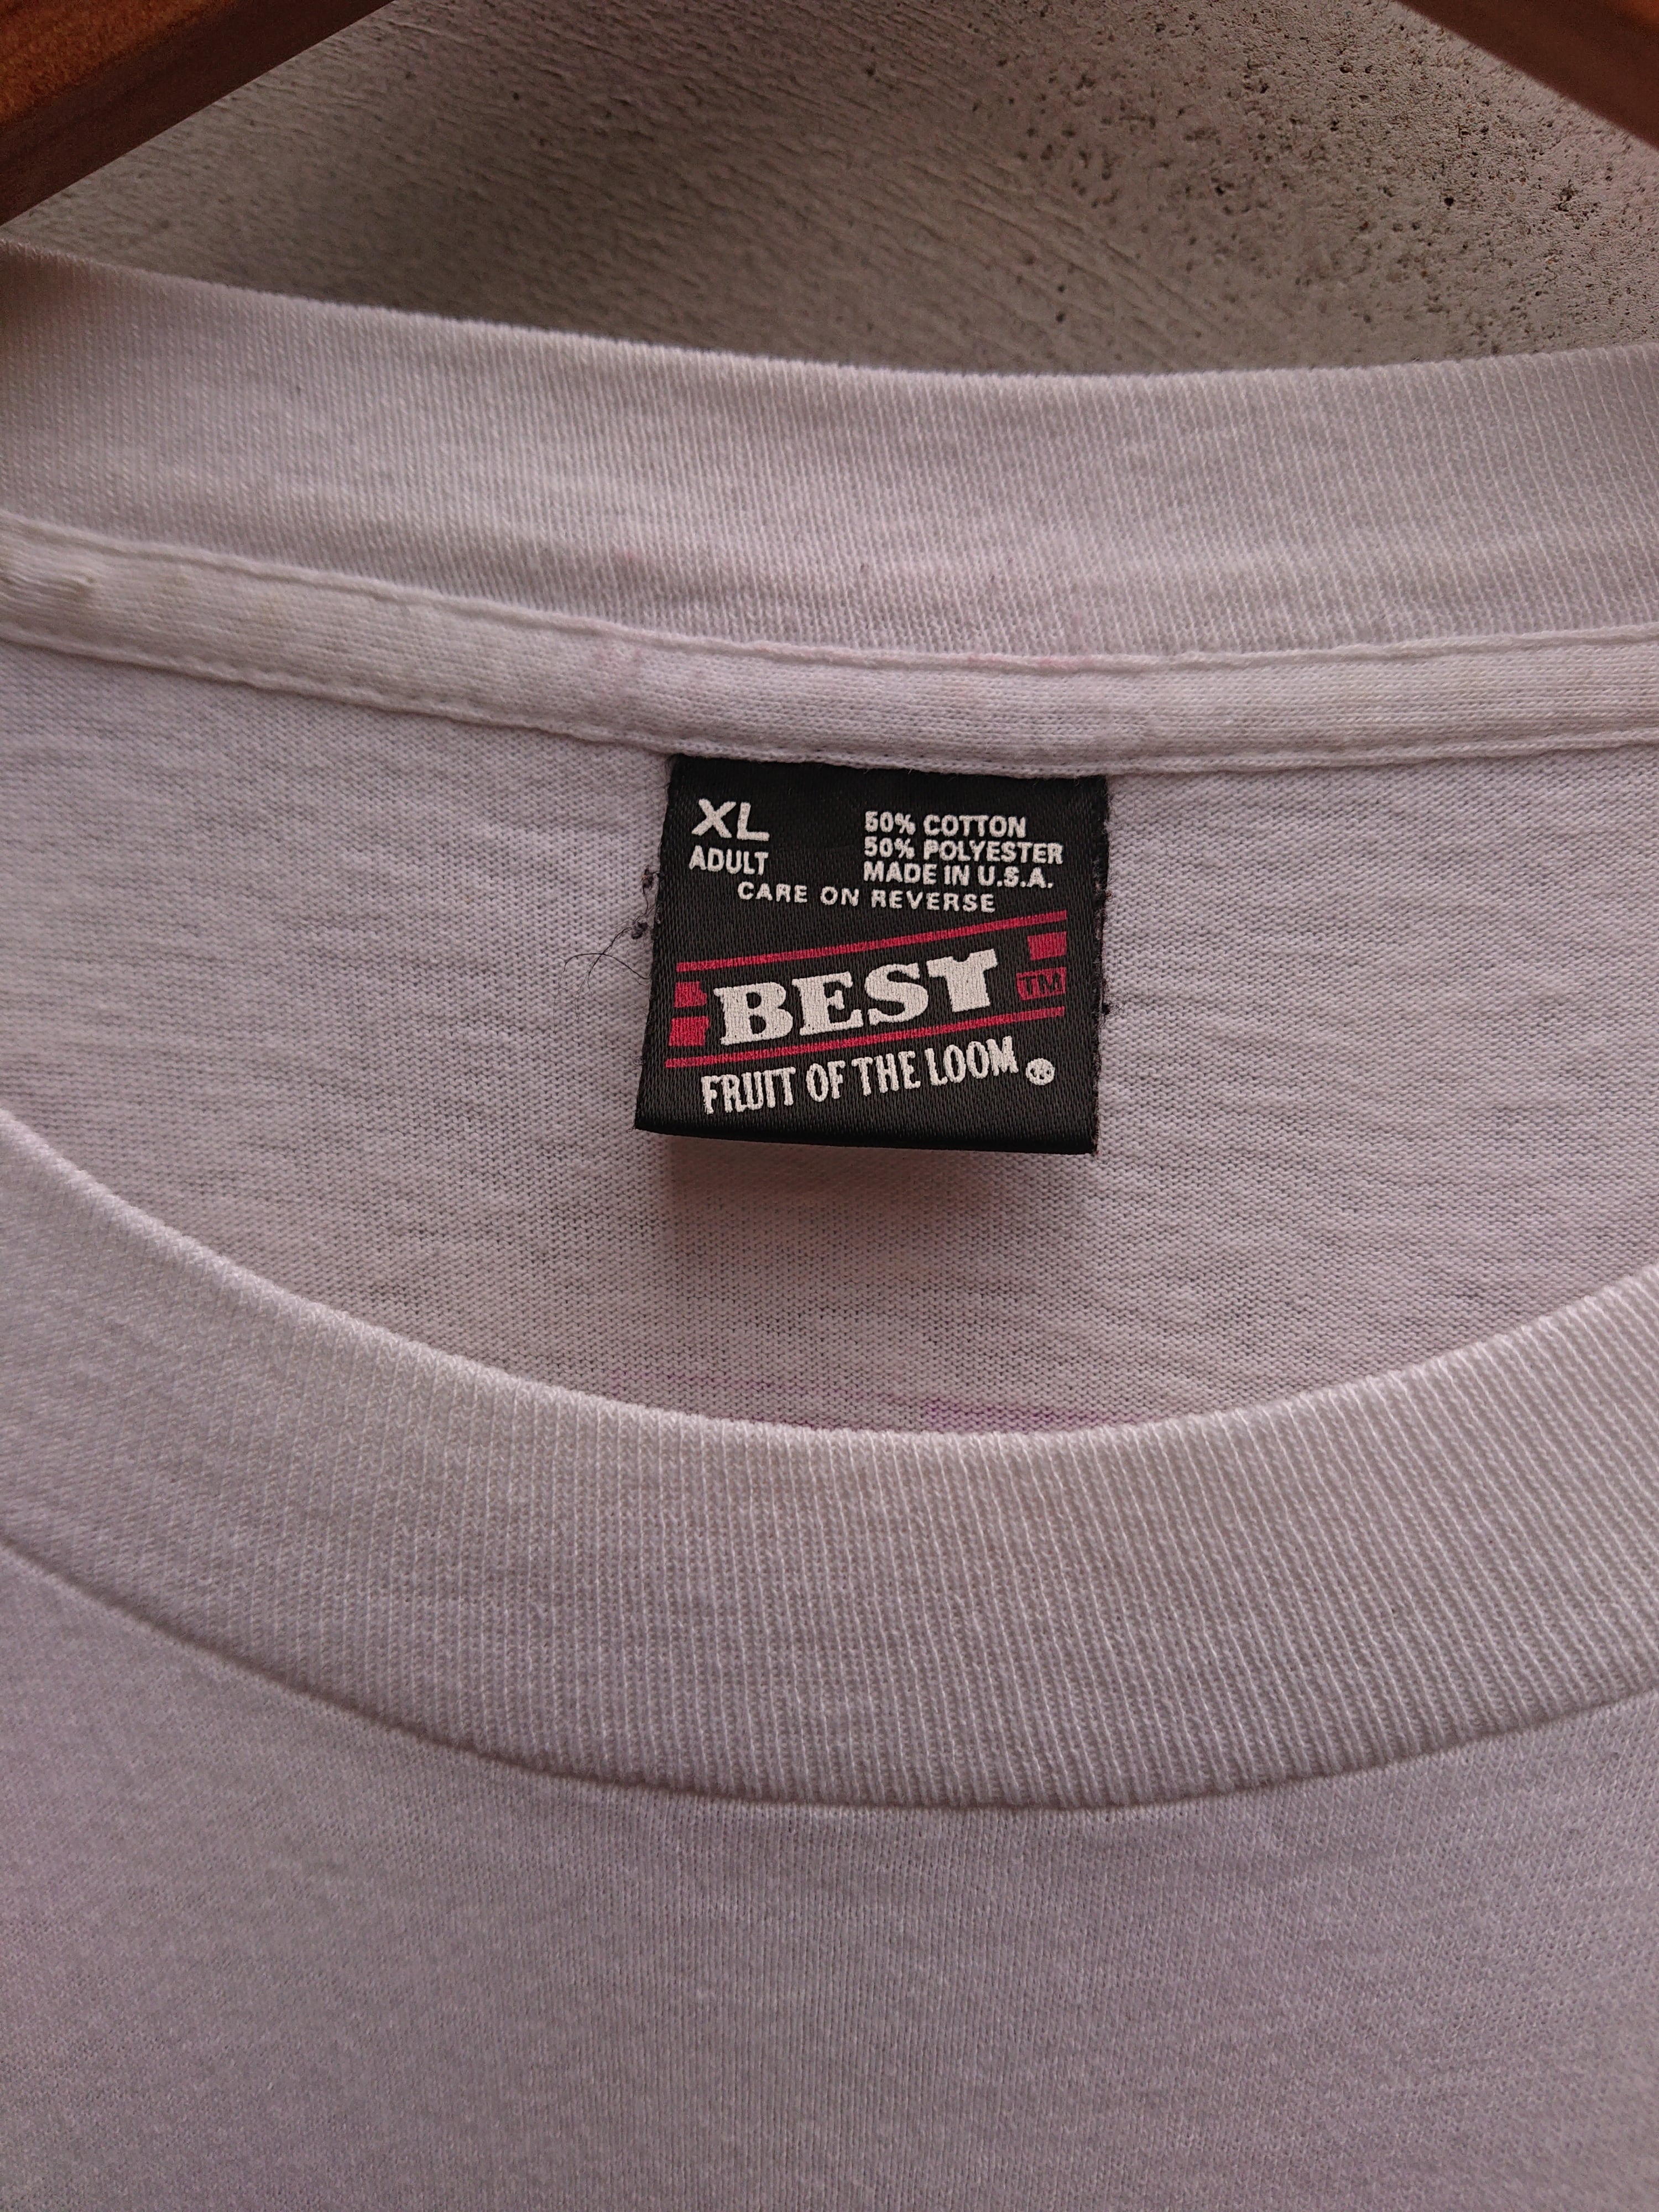 XL
ADULT
50% COTTON
50% POLYESTER
MADE IN U.S.A.
CARE ON REVERSE
BEST TM
FRUIT OF THE LOOM